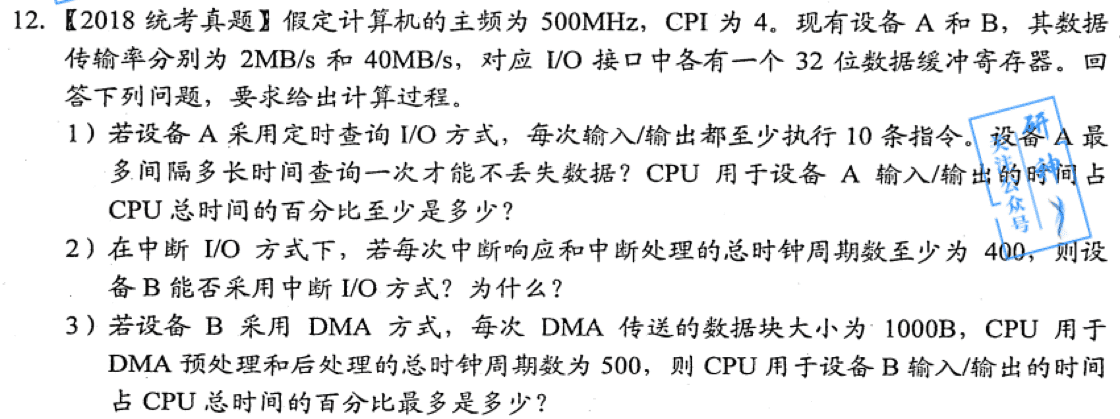 12.【2018 统考真题】假定计算机的主频为 500MHz，CPI 为 4。现有设备 A 和 B，其数据
传输率分别为 2MB/s 和 40MB/s，对应 I/O 接口中各有一个 32 位数据缓冲寄存器。回
答下列问题，要求给出计算过程。
1）若设备 A 采用定时查询 I/O 方式，每次输入/输出都至少执行 10 条指令。设备 A 最
多间隔多长时间查询一次才能不丢失数据？CPU 用于设备 A 输入/输出的时间占
CPU 总时间的百分比至少是多少？
2）在中断 I/O 方式下，若每次中断响应和中断处理的总时钟周期数至少为 400，则设
备 B 能否采用中断 I/O 方式？为什么？
3）若设备 B 采用 DMA 方式，每次 DMA 传送的数据块大小为 1000B，CPU 用于
DMA 预处理和后处理的总时钟周期数为 500，则 CPU 用于设备 B 输入/输出的时间
占 CPU 总时间的百分比最多是多少？
研神
关注公众号